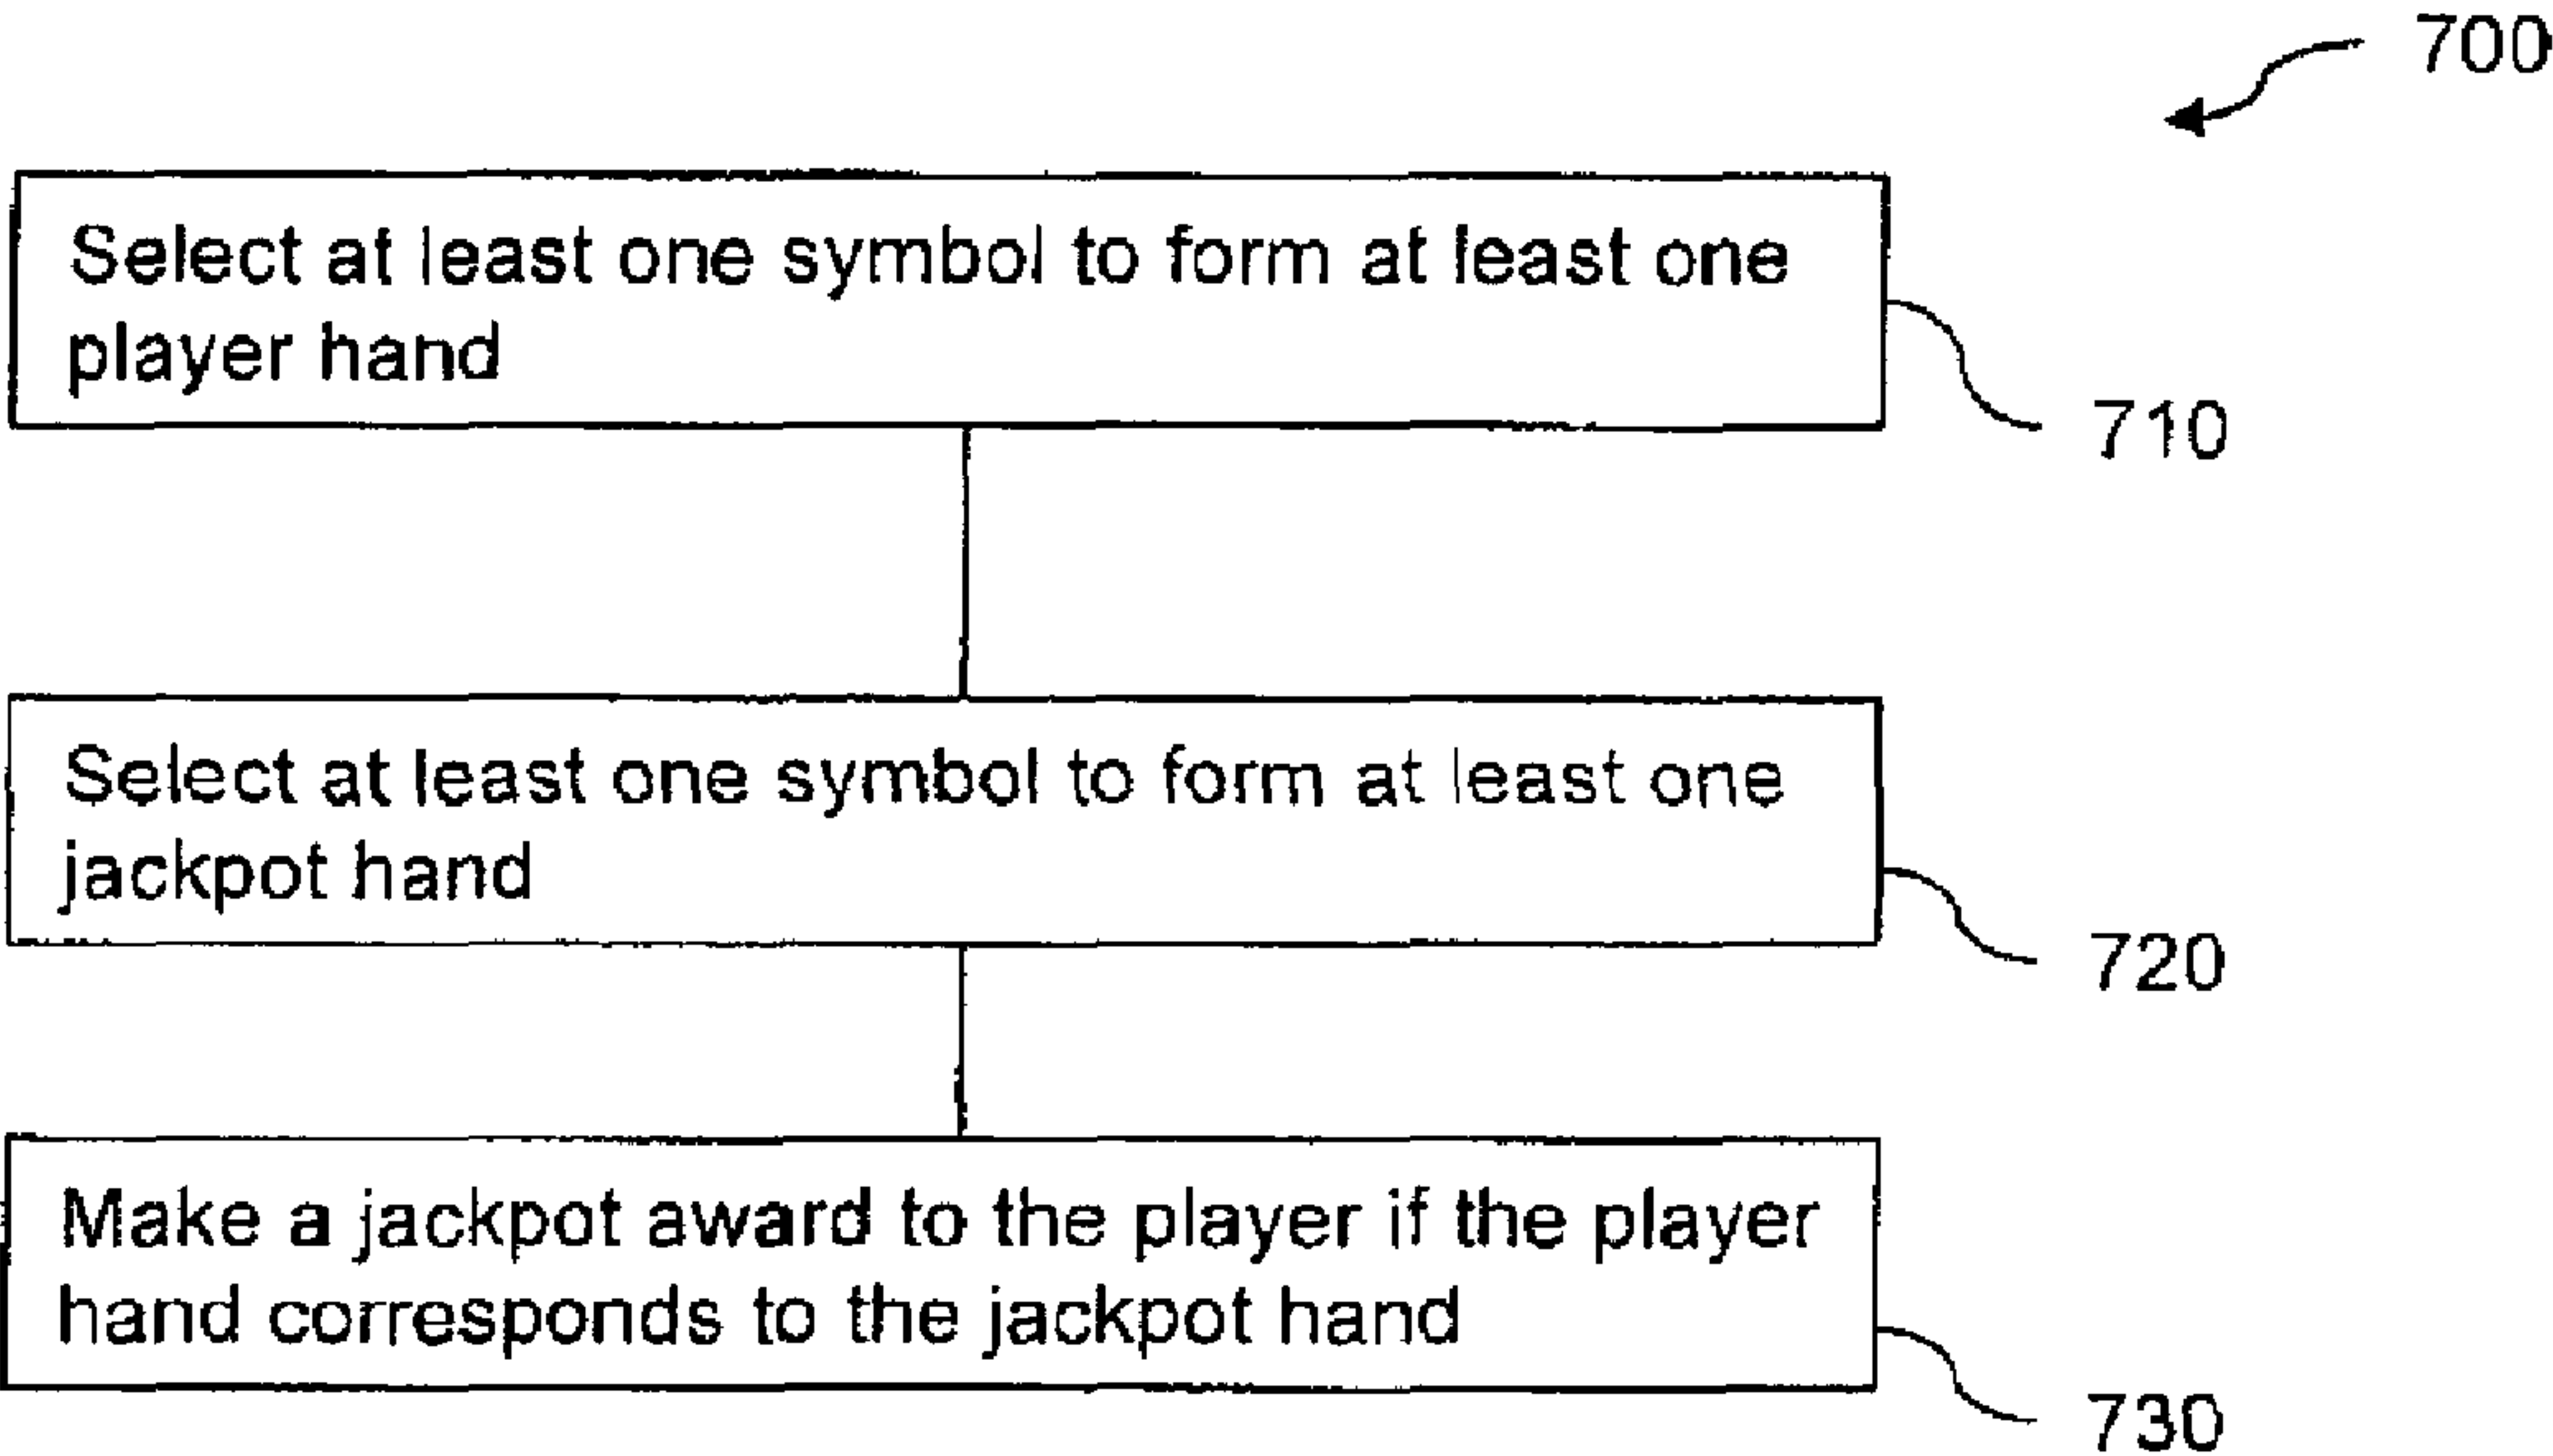 700
Select at least one symbol to form at least one
player hand
710
Select at least one symbol to form at least one
jackpot hand
720
Make a jackpot award to the player if the player
hand corresponds to the jackpot hand
730